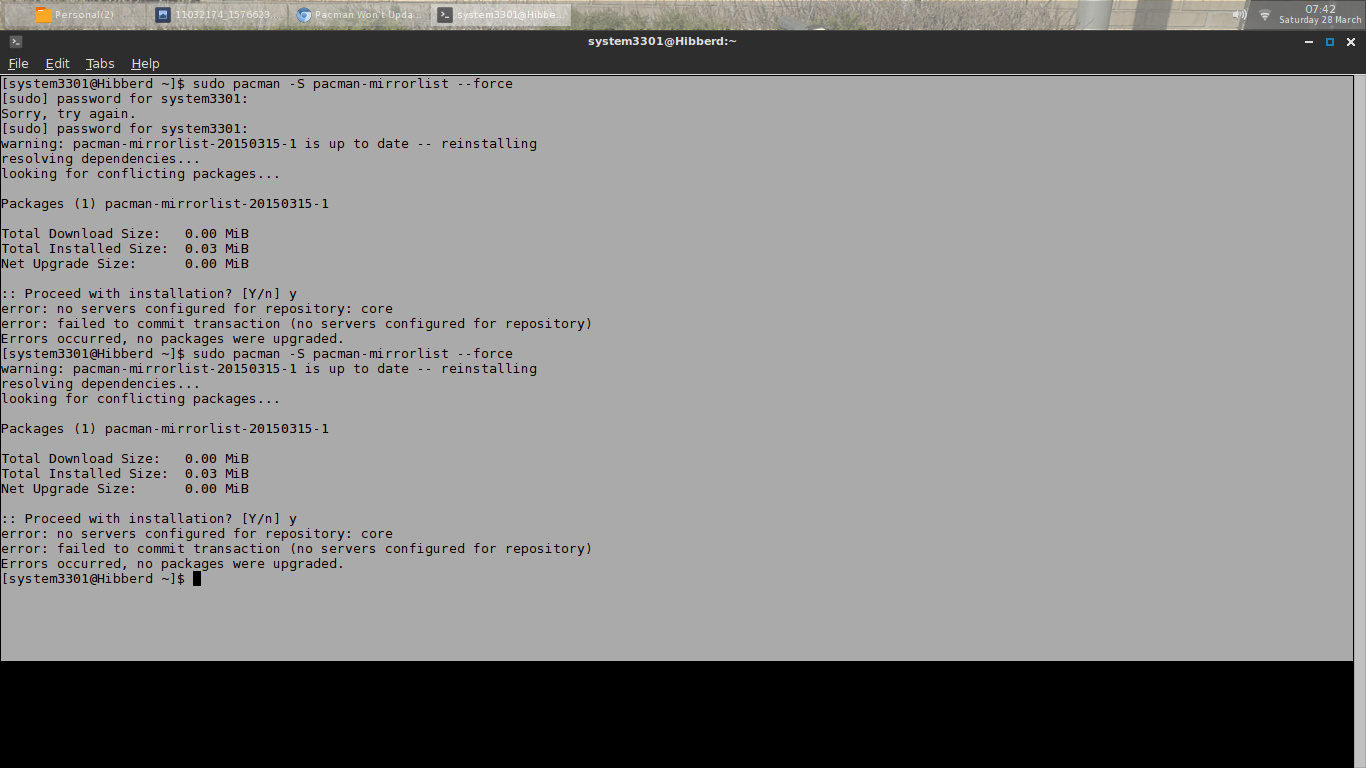 Personal(2)
11032174_1576623
Pacman Won't Upda
system3301@Hibbe
07:42
Saturday 28 March
system3301@Hibberd:~
File Edit Tabs Help
[system3301@Hibberd ~]$ sudo pacman -S pacman-mirrorlist --force
[sudo] password for system3301:
Sorry, try again.
[sudo] password for system3301:
warning: pacman-mirrorlist-20150315-1 is up to date -- reinstalling
resolving dependencies...
looking for conflicting packages...
Packages (1) pacman-mirrorlist-20150315-1
Total Download Size:   0.00 MiB
Total Installed Size:  0.03 MiB
Net Upgrade Size:      0.00 MiB
:: Proceed with installation? [Y/n] y
error: no servers configured for repository: core
error: failed to commit transaction (no servers configured for repository)
Errors occurred, no packages were upgraded.
[system3301@Hibberd ~]$ sudo pacman -S pacman-mirrorlist --force
warning: pacman-mirrorlist-20150315-1 is up to date -- reinstalling
resolving dependencies...
looking for conflicting packages...
Packages (1) pacman-mirrorlist-20150315-1
Total Download Size:   0.00 MiB
Total Installed Size:  0.03 MiB
Net Upgrade Size:      0.00 MiB
:: Proceed with installation? [Y/n] y
error: no servers configured for repository: core
error: failed to commit transaction (no servers configured for repository)
Errors occurred, no packages were upgraded.
[system3301@Hibberd ~]$